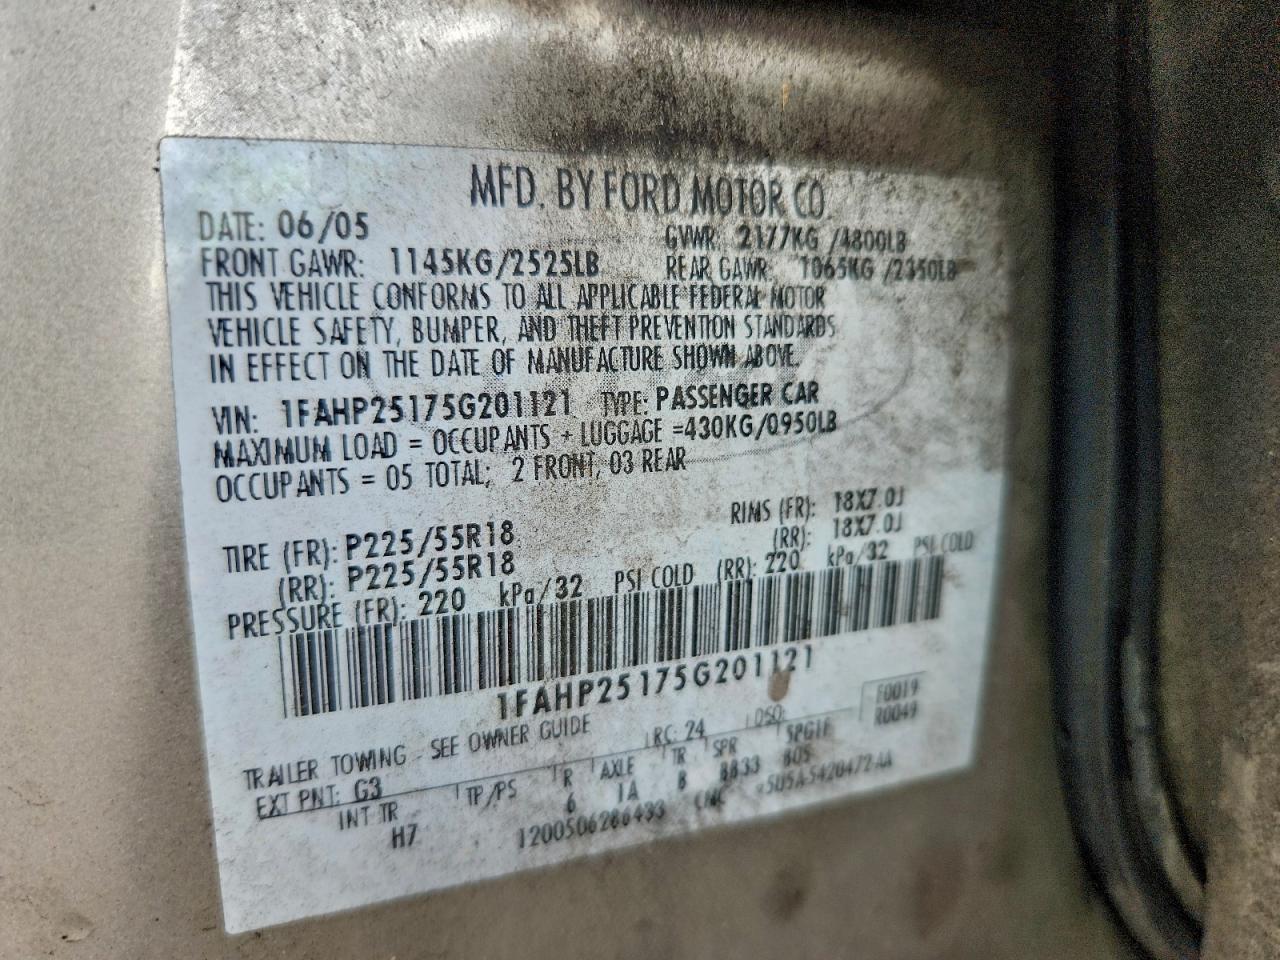 MFD. BY FORD MOTOR CO.
DATE: 06/05 GVWR: 2177KG /4800LB
FRONT GAWR: 1145KG/2525LB REAR GAWR: 1065KG /2350LB
THIS VEHICLE CONFORMS TO ALL APPLICABLE FEDERAL MOTOR
VEHICLE SAFETY, BUMPER, AND THEFT PREVENTION STANDARDS
IN EFFECT ON THE DATE OF MANUFACTURE SHOWN ABOVE.
VIN: 1FAHP25175G201121 TYPE: PASSENGER CAR
MAXIMUM LOAD = OCCUPANTS + LUGGAGE =430KG/0950LB
OCCUPANTS = 05 TOTAL, 2 FRONT, 03 REAR
TIRE (FR): P225/55R18 RIMS (FR): 18X7.0J
(RR): P225/55R18 (RR): 18X7.0J
PRESSURE (FR): 220 kPa/32 PSI COLD (RR): 220 kPa/32 PSI COLD
1FAHP25175G201121
TRAILER TOWING - SEE OWNER GUIDE RC: 24 DSO: F0019
R0049
EXT PNT: G3
INT TR TP/PS R AXLE TR SPR
H7 6 1A B 8833
1200506286433